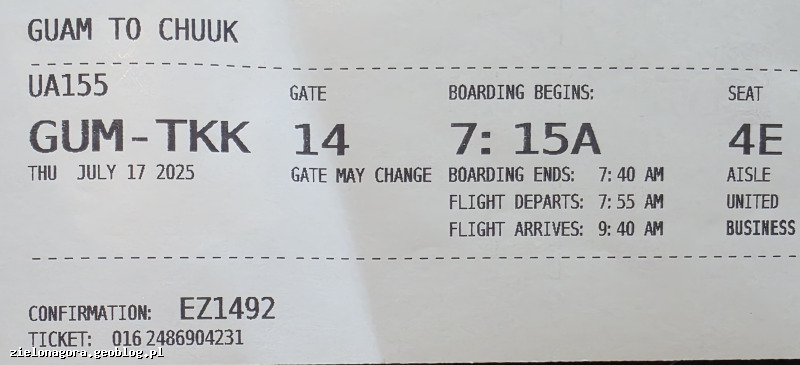 GUAM TO CHUUK
UA155 GATE BOARDING BEGINS: SEAT
GUM-TKK 14 7:15A 4E
THU JULY 17 2025 GATE MAY CHANGE BOARDING ENDS: 7:40 AM AISLE
FLIGHT DEPARTS: 7:55 AM UNITED
FLIGHT ARRIVES: 9:40 AM BUSINESS
CONFIRMATION: EZ1492
TICKET: 016 2486904231
zielonagora.geoblog.pl